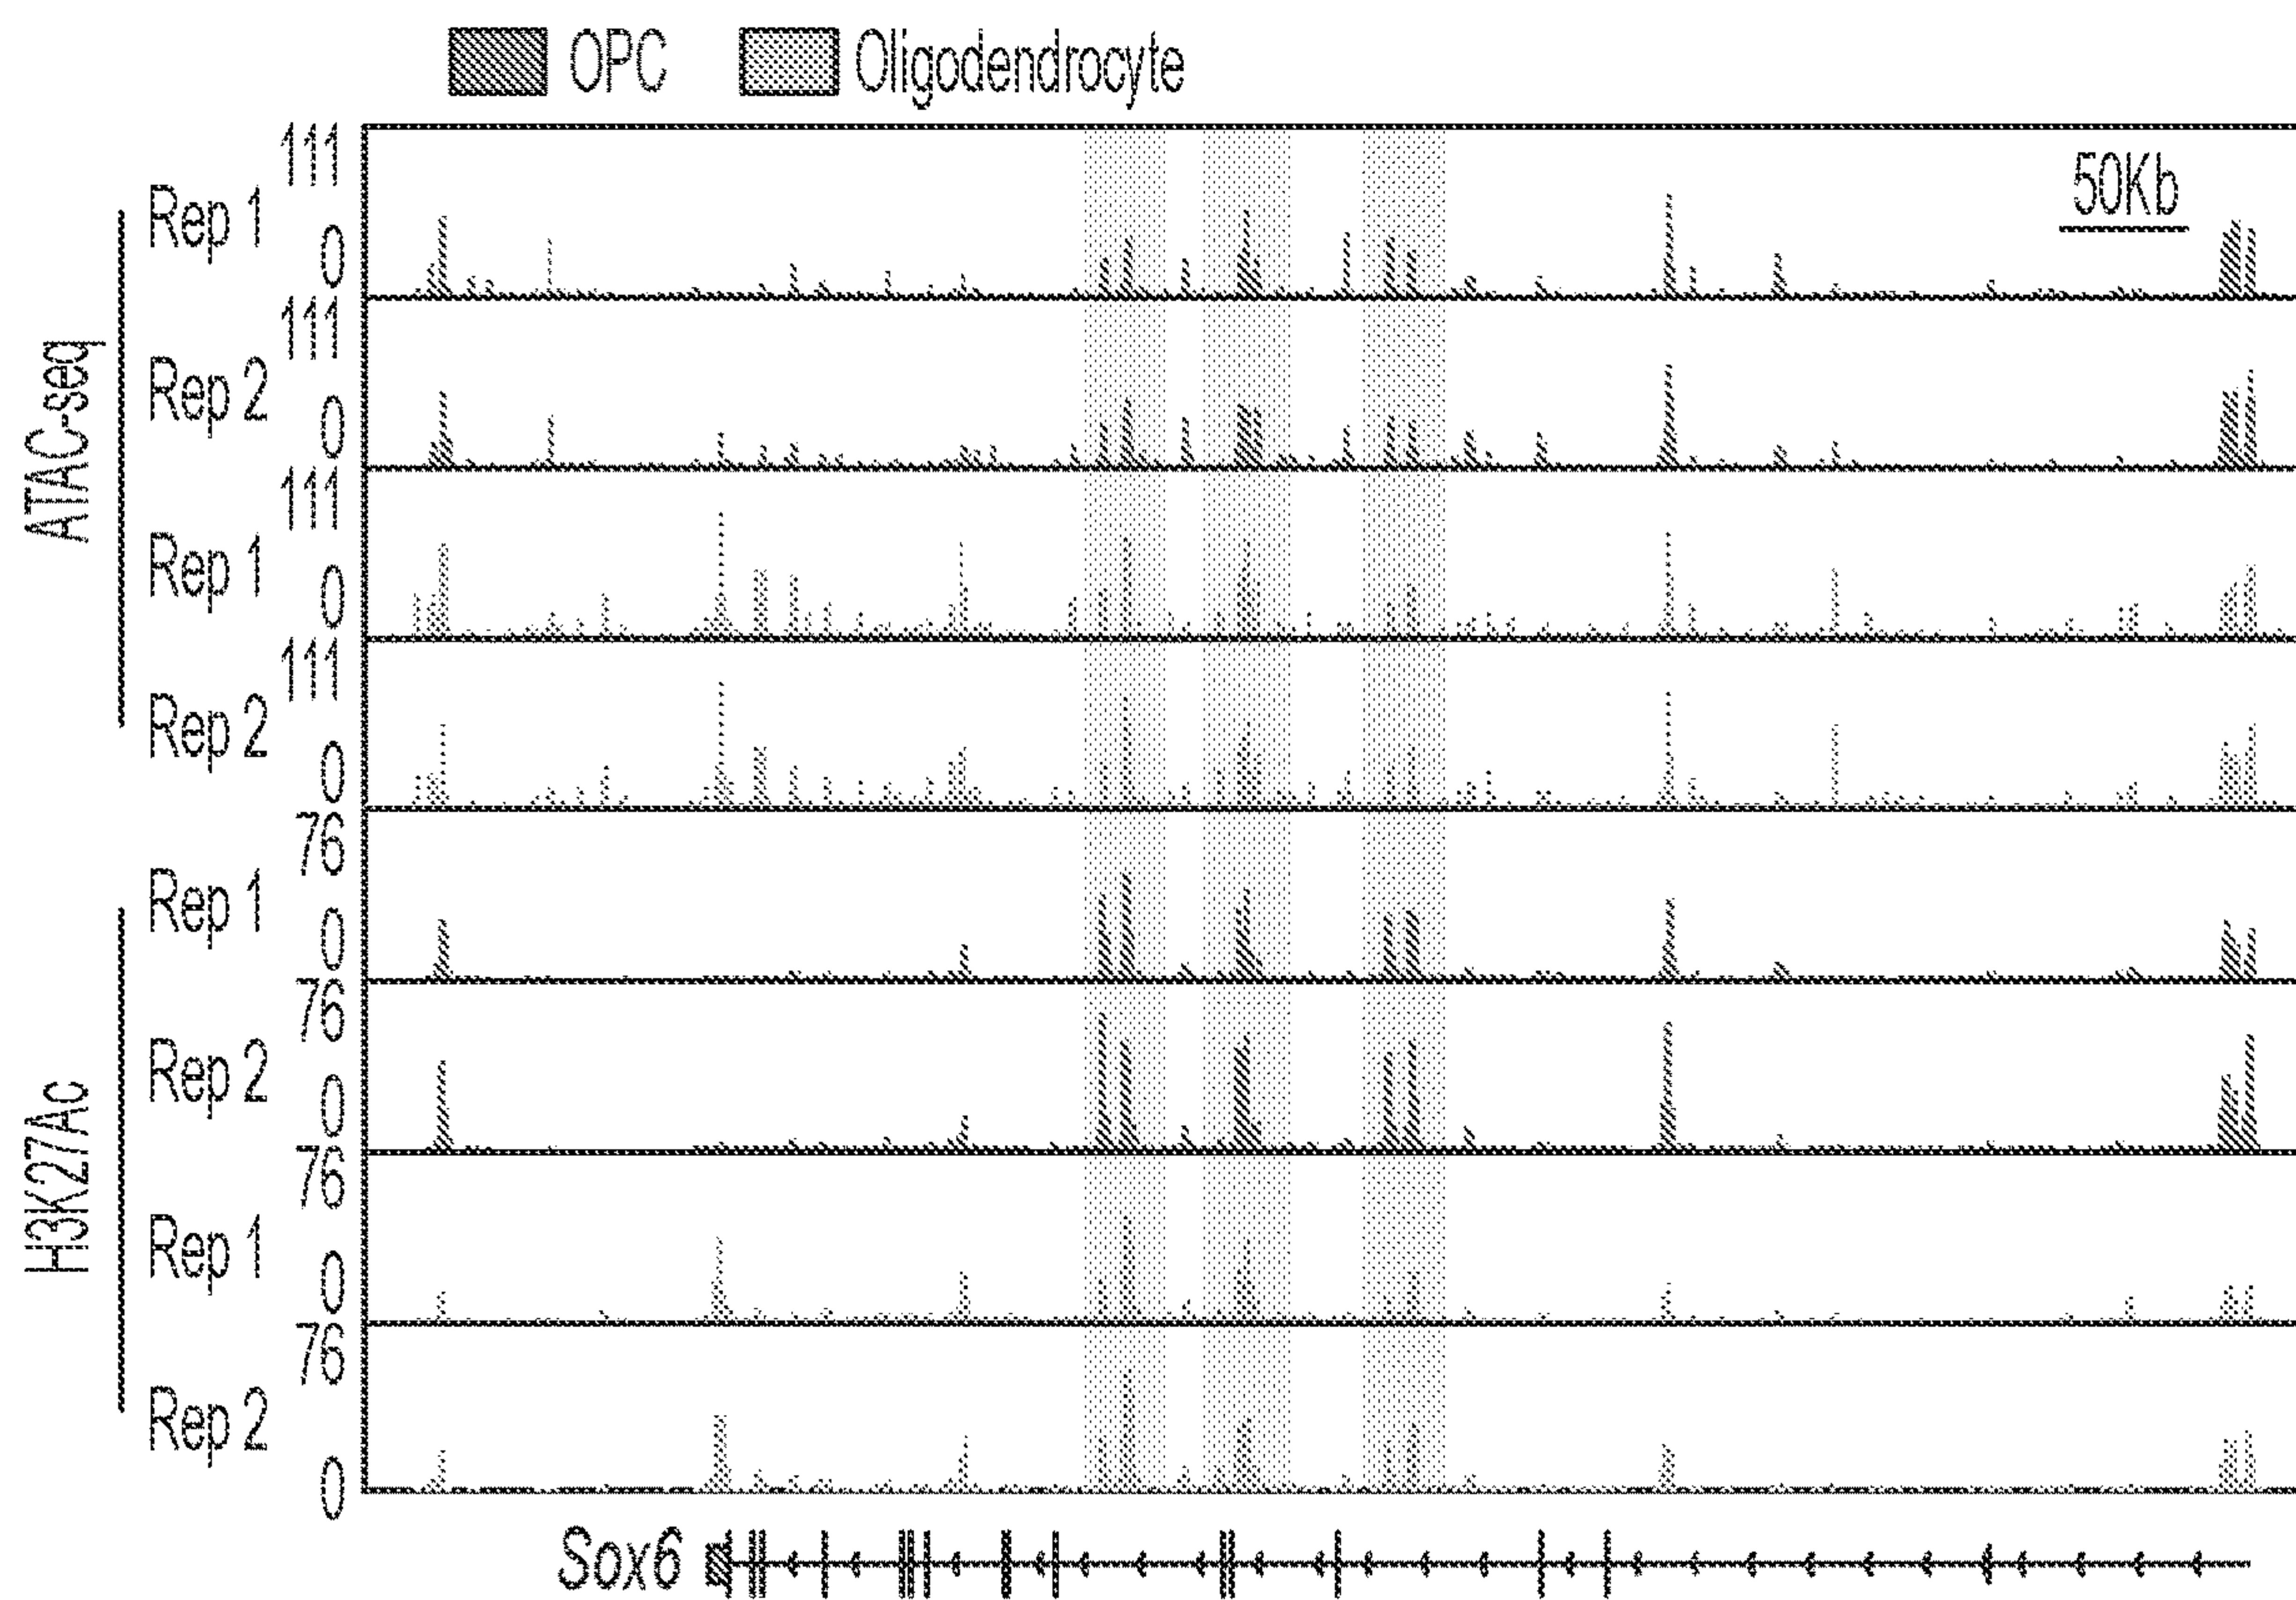 OPC Oligodendrocyte
50Kb
ATAC-seq
111
Rep 1
0
111
Rep 2
0
111
Rep 1
0
111
Rep 2
0
H3K27Ac
76
Rep 1
0
76
Rep 2
0
76
Rep 1
0
76
Rep 2
0
Sox6